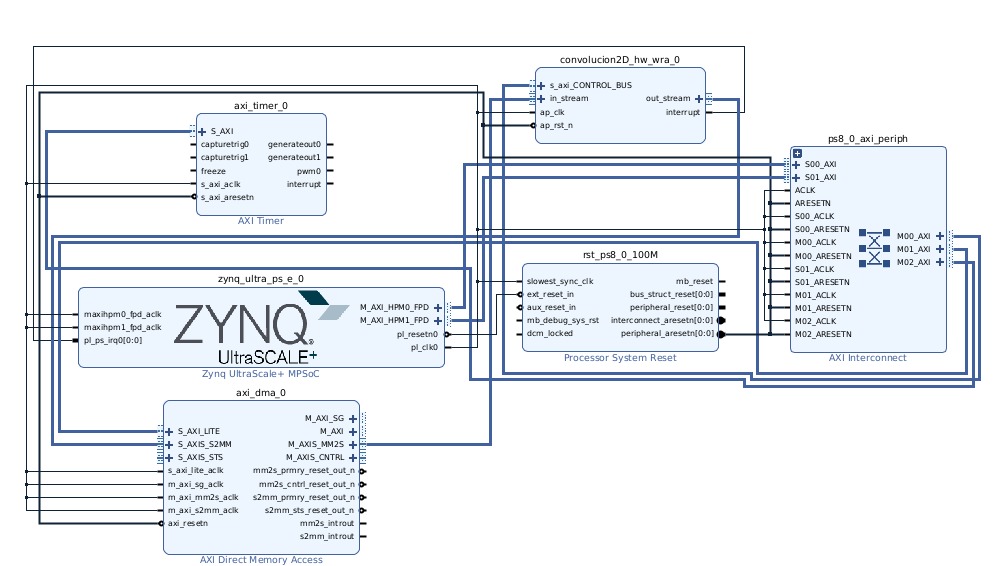 convolucion2D_hw_wra_0
s_axi_CONTROL_BUS
in_stream
ap_clk
ap_rst_n
out_stream
interrupt
axi_timer_0
S_AXI
capturetrig0
capturetrig1
freeze
s_axi_aclk
s_axi_aresetn
generateout0
generateout1
pwm0
interrupt
AXI Timer
ps8_0_axi_periph
S00_AXI
S01_AXI
ACLK
ARESETN
S00_ACLK
S00_ARESETN
M00_ACLK
M00_ARESETN
S01_ACLK
S01_ARESETN
M01_ACLK
M01_ARESETN
M02_ACLK
M02_ARESETN
M00_AXI
M01_AXI
M02_AXI
AXI Interconnect
rst_ps8_0_100M
slowest_sync_clk
ext_reset_in
aux_reset_in
mb_debug_sys_rst
dcm_locked
mb_reset
bus_struct_reset[0:0]
peripheral_reset[0:0]
interconnect_aresetn[0:0]
peripheral_aresetn[0:0]
Processor System Reset
zynq_ultra_ps_e_0
maxihpm0_fpd_aclk
maxihpm1_fpd_aclk
pl_ps_irq0[0:0]
ZYNQ
UltraSCALE+
M_AXI_HPM0_FPD
M_AXI_HPM1_FPD
pl_resetn0
pl_clk0
Zynq UltraScale+ MPSoC
axi_dma_0
S_AXI_LITE
S_AXIS_S2MM
S_AXIS_STS
s_axi_lite_aclk
m_axi_sg_aclk
m_axi_mm2s_aclk
m_axi_s2mm_aclk
axi_resetn
M_AXI_SG
M_AXI
M_AXIS_MM2S
M_AXIS_CNTRL
mm2s_prmry_reset_out_n
mm2s_cntrl_reset_out_n
s2mm_prmry_reset_out_n
s2mm_sts_reset_out_n
mm2s_introut
s2mm_introut
AXI Direct Memory Access